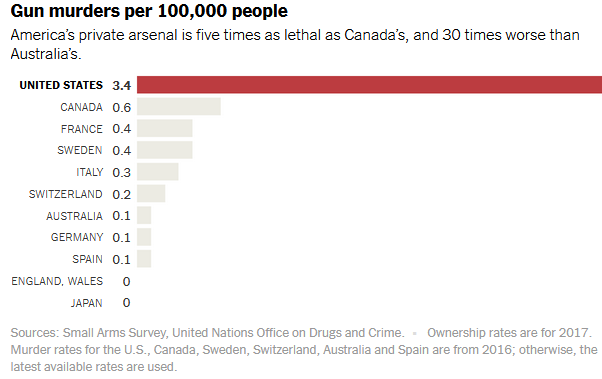 Gun murders per 100,000 people
America’s private arsenal is five times as lethal as Canada’s, and 30 times worse than
Australia’s.
UNITED STATES 3.4
CANADA 0.6
FRANCE 0.4
SWEDEN 0.4
ITALY 0.3
SWITZERLAND 0.2
AUSTRALIA 0.1
GERMANY 0.1
SPAIN 0.1
ENGLAND, WALES 0
JAPAN 0
Sources: Small Arms Survey, United Nations Office on Drugs and Crime. • Ownership rates are for 2017.
Murder rates for the U.S., Canada, Sweden, Switzerland, Australia and Spain are from 2016; otherwise, the
latest available rates are used.